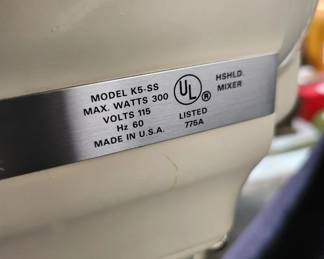 MODEL K5-SS
MAX. WATTS 300
VOLTS 115
Hz 60
MADE IN U.S.A.
UL ®
LISTED
775A
HSHLD.
MIXER